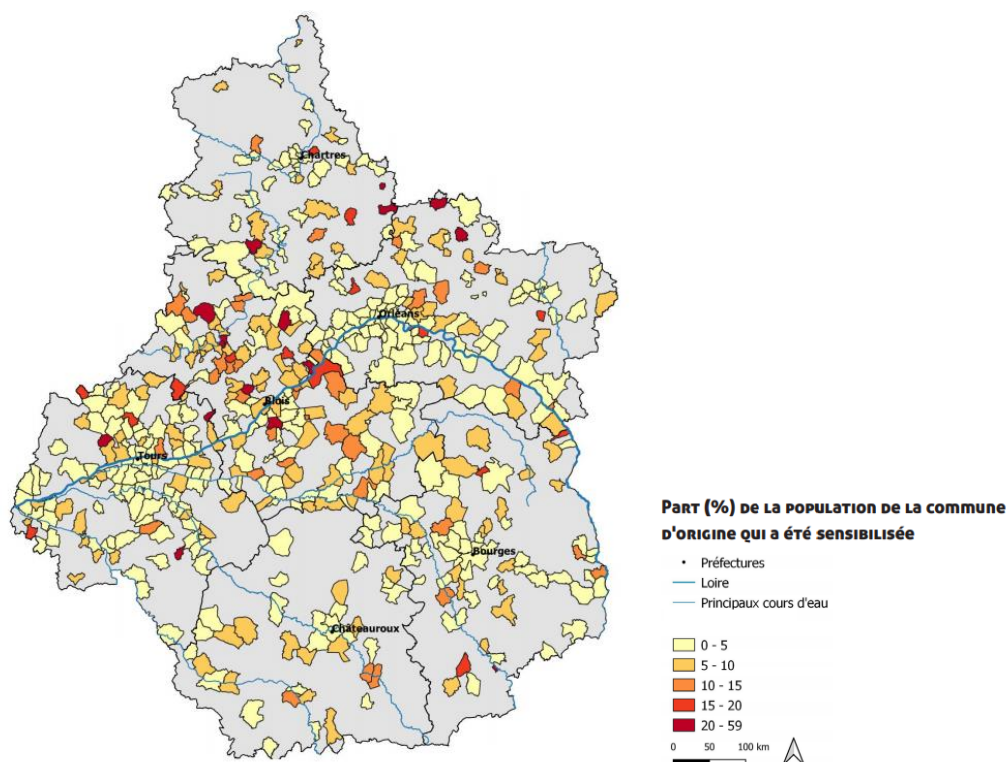 Chartres
Orléans
Blois
Tours
Bourges
Châteauroux
Part (%) de la population de la commune
d'origine qui a été sensibilisée
Préfectures
Loire
Principaux cours d'eau
0 - 5
5 - 10
10 - 15
15 - 20
20 - 59
0 50 100 km